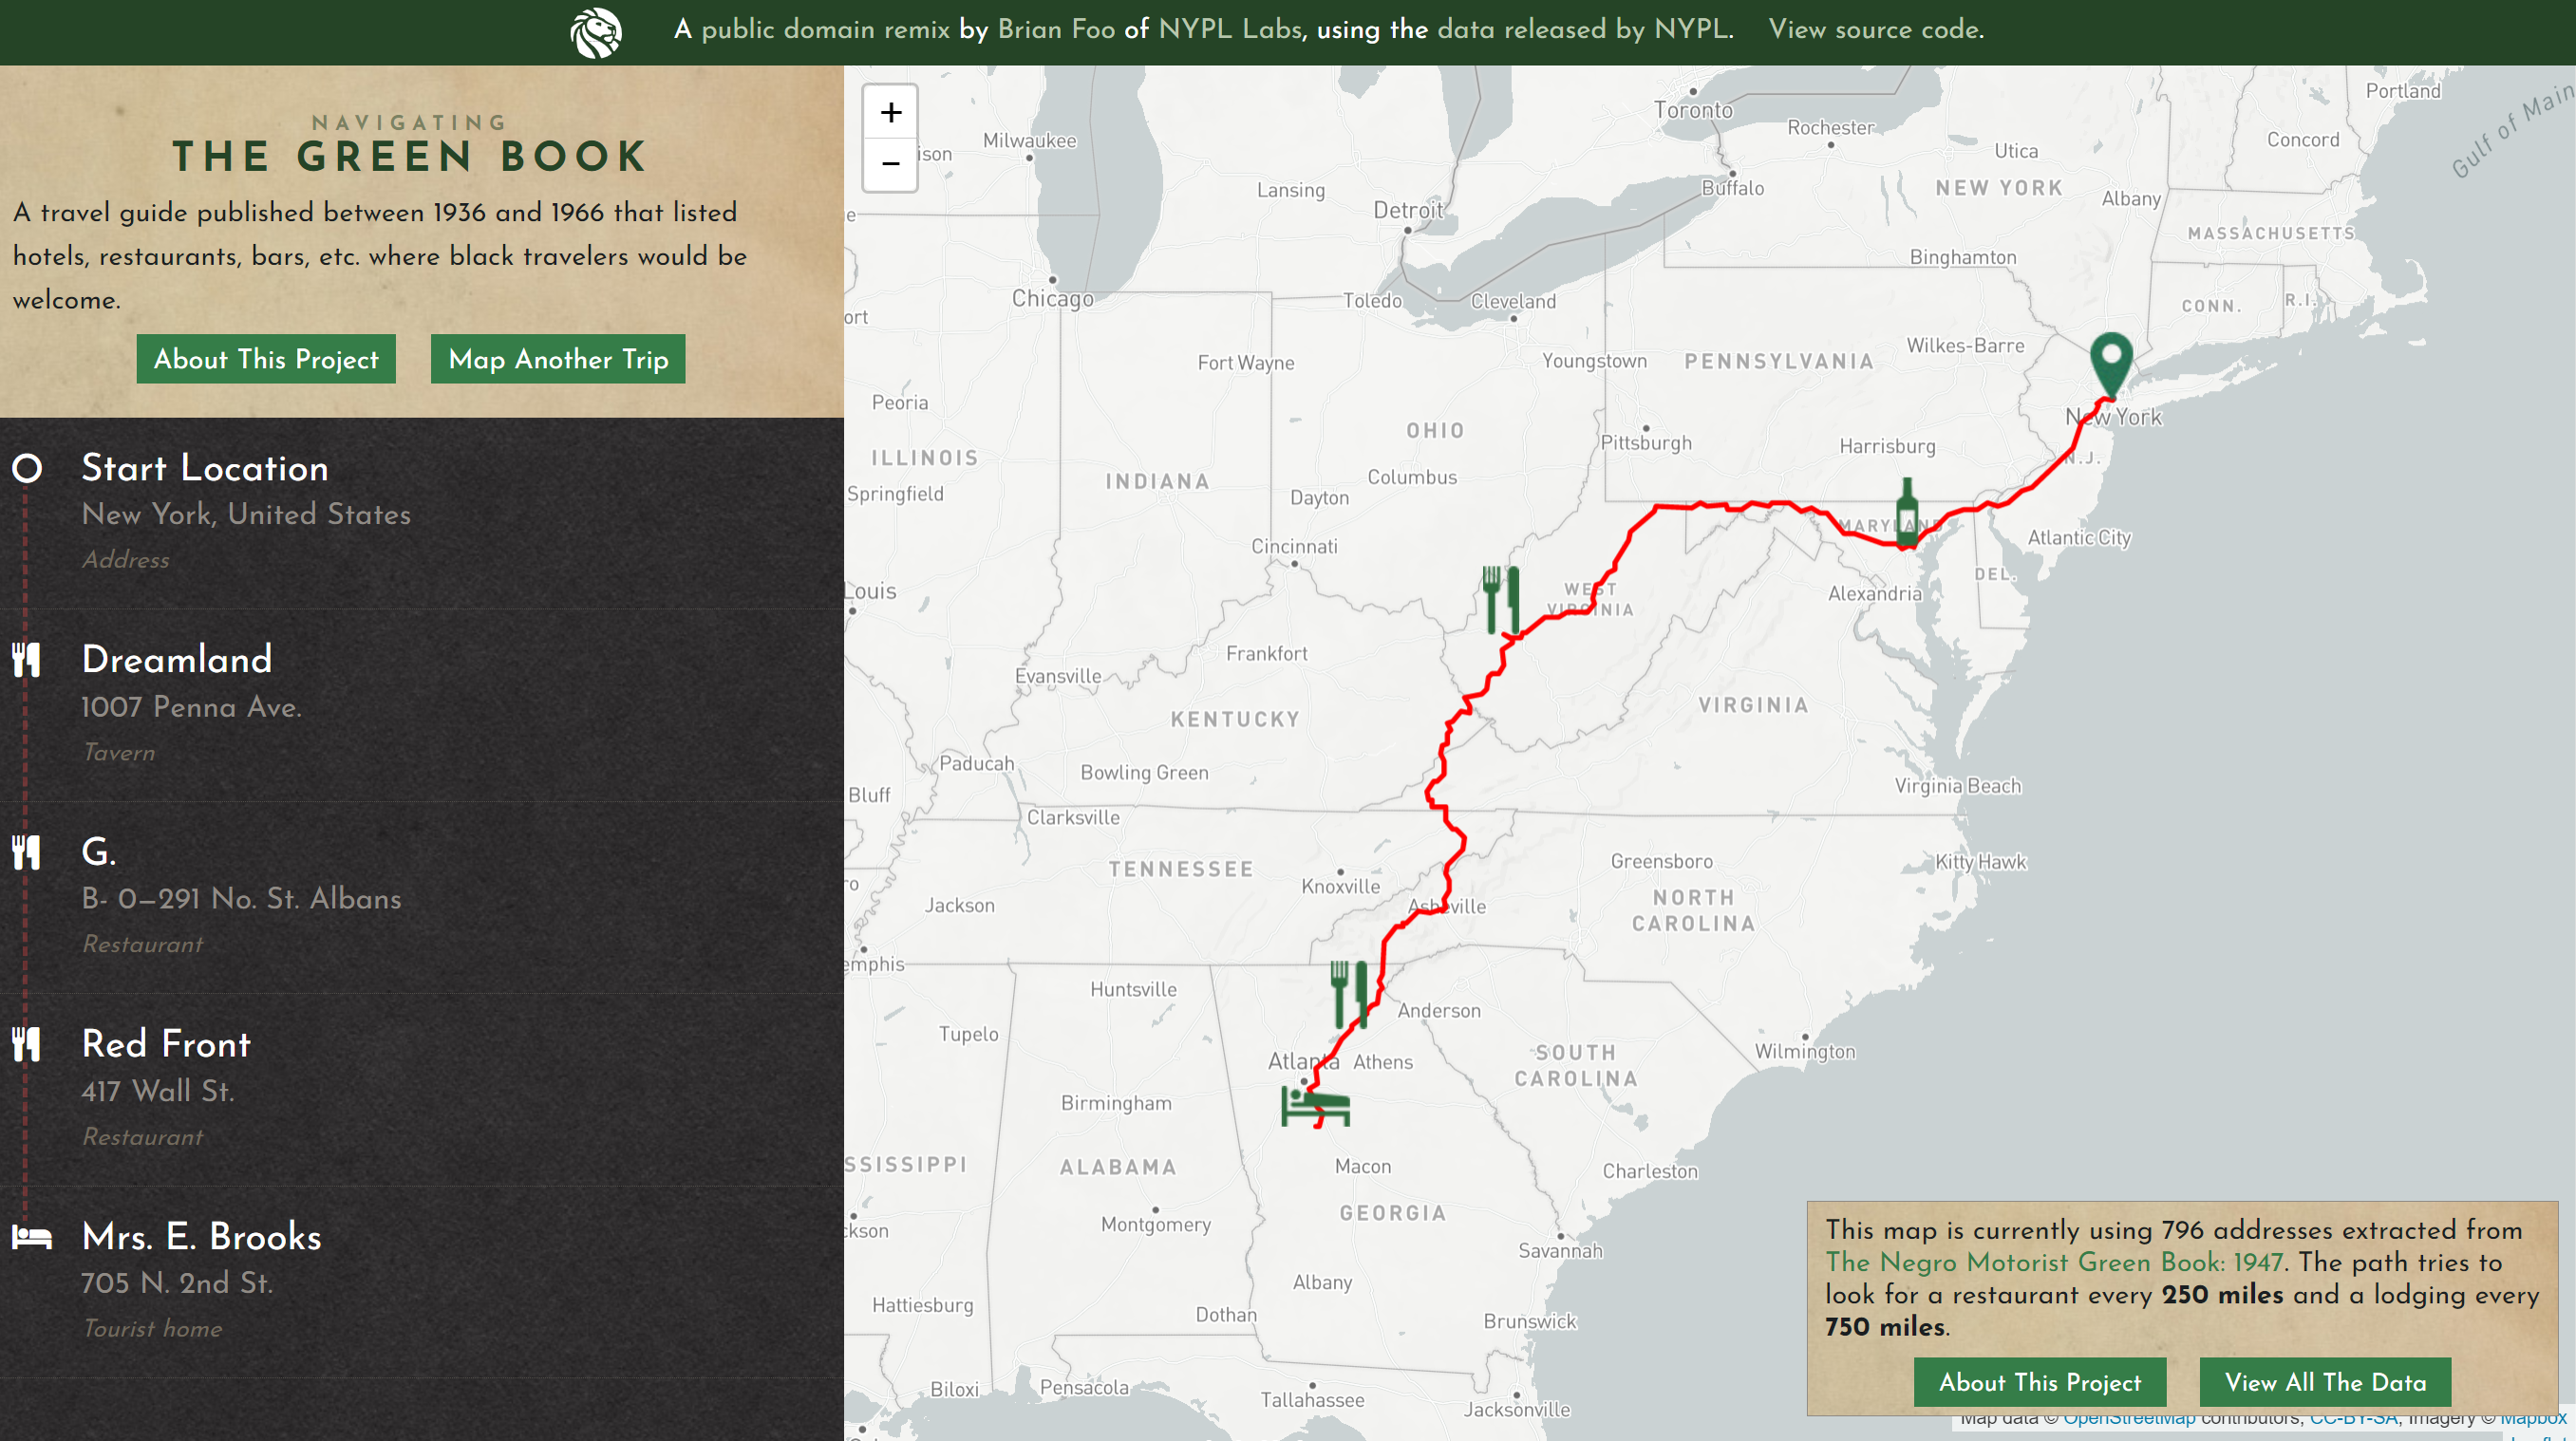 A public domain remix by Brian Foo of NYPL Labs, using the data released by NYPL. View source code.
NAVIGATING
THE GREEN BOOK
A travel guide published between 1936 and 1966 that listed
hotels, restaurants, bars, etc. where black travelers would be
welcome.
About This Project
Map Another Trip
Start Location
New York, United States
Address
Dreamland
1007 Penna Ave.
Tavern
G.
B- 0–291 No. St. Albans
Restaurant
Red Front
417 Wall St.
Restaurant
Mrs. E. Brooks
705 N. 2nd St.
Tourist home
+
−
Toronto
Portland
Gulf of Main
Milwaukee
ison
Rochester
Utica
Concord
Lansing
Buffalo
NEW YORK
Albany
Detroit
e
MASSACHUSETTS
Binghamton
Chicago
Toledo
Cleveland
CONN.
R.I.
ort
Fort Wayne
Youngstown
PENNSYLVANIA
Wilkes-Barre
Peoria
New York
OHIO
Pittsburgh
Harrisburg
ILLINOIS
N.J.
INDIANA
Columbus
Springfield
Dayton
MARYLAND
Atlantic City
Cincinnati
DEL.
Louis
WEST
VIRGINIA
Alexandria
Frankfort
Evansville
KENTUCKY
VIRGINIA
Paducah
Bowling Green
Bluff
Virginia Beach
Clarksville
TENNESSEE
Greensboro
Kitty Hawk
ro
Knoxville
NORTH
CAROLINA
Jackson
Asheville
emphis
Huntsville
Anderson
Tupelo
Atlanta
Athens
SOUTH
CAROLINA
Wilmington
Birmingham
SSISSIPPI
ALABAMA
Macon
Charleston
GEORGIA
ckson
Montgomery
Savannah
Albany
Hattiesburg
Dothan
Brunswick
Biloxi
Pensacola
Tallahassee
Jacksonville
This map is currently using 796 addresses extracted from
The Negro Motorist Green Book: 1947. The path tries to
look for a restaurant every 250 miles and a lodging every
750 miles.
About This Project
View All The Data
Map data © OpenStreetMap contributors, CC-BY-SA, Imagery © Mapbox